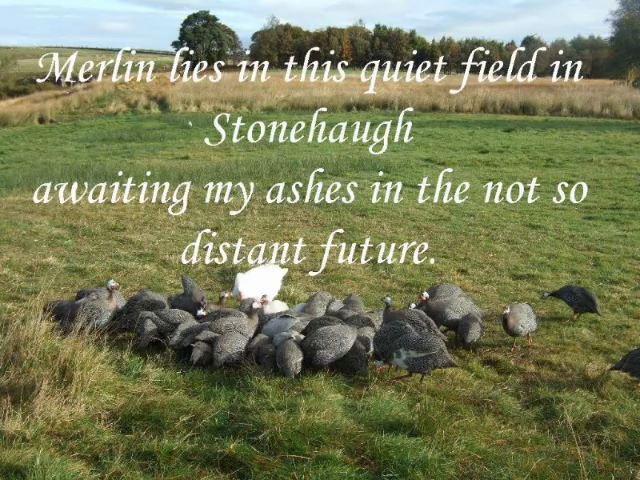 Merlin lies in this quiet field in
Stonehaugh
awaiting my ashes in the not so
distant future.